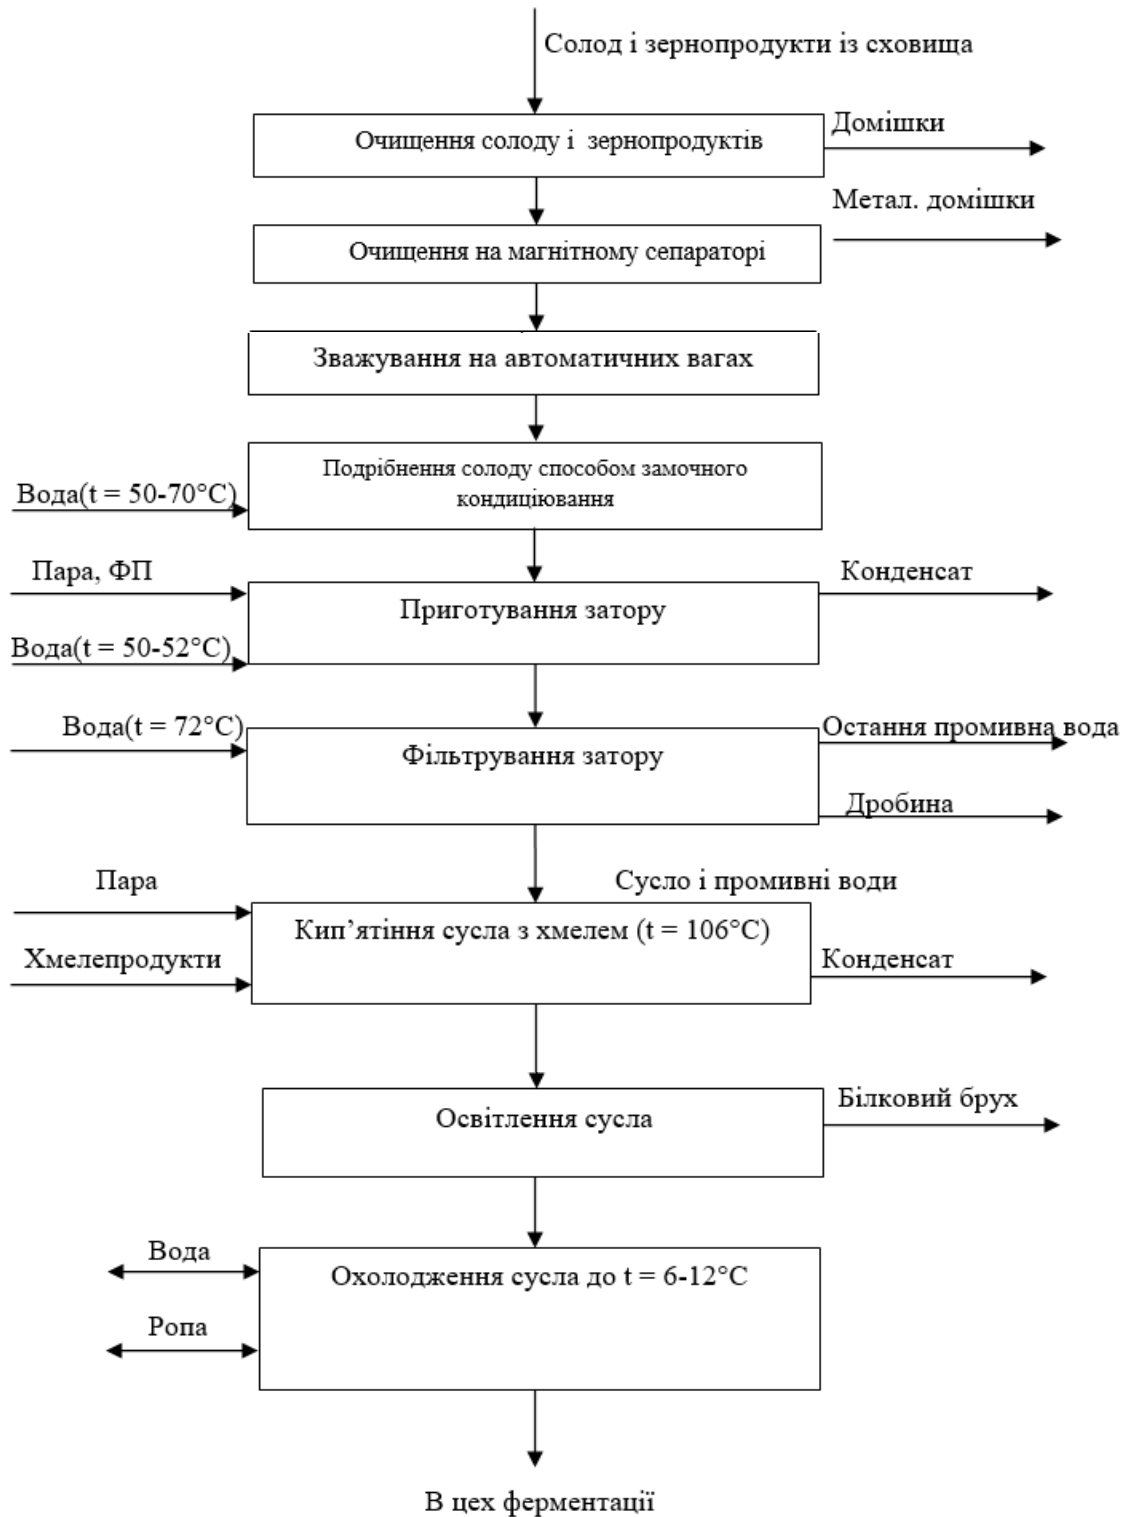 Солод і зернопродукти із сховища
Очищення солоду і зернопродуктів
Домішки
Метал. домішки
Очищення на магнітному сепараторі
Зважування на автоматичних вагах
Подрібнення солоду способом замочного
кондиціювання
Вода(t = 50-70°C)
Пара, ФП
Конденсат
Приготування затору
Вода(t = 50-52°C)
Вода(t = 72°C)
Остання промивна вода
Фільтрування затору
Дробина
Пара
Сусло і промивні води
Кип’ятіння сусла з хмелем (t = 106°C)
Хмелепродукти
Конденсат
Білковий брух
Освітлення сусла
Вода
Охолодження сусла до t = 6-12°C
Ропа
В цех ферментації